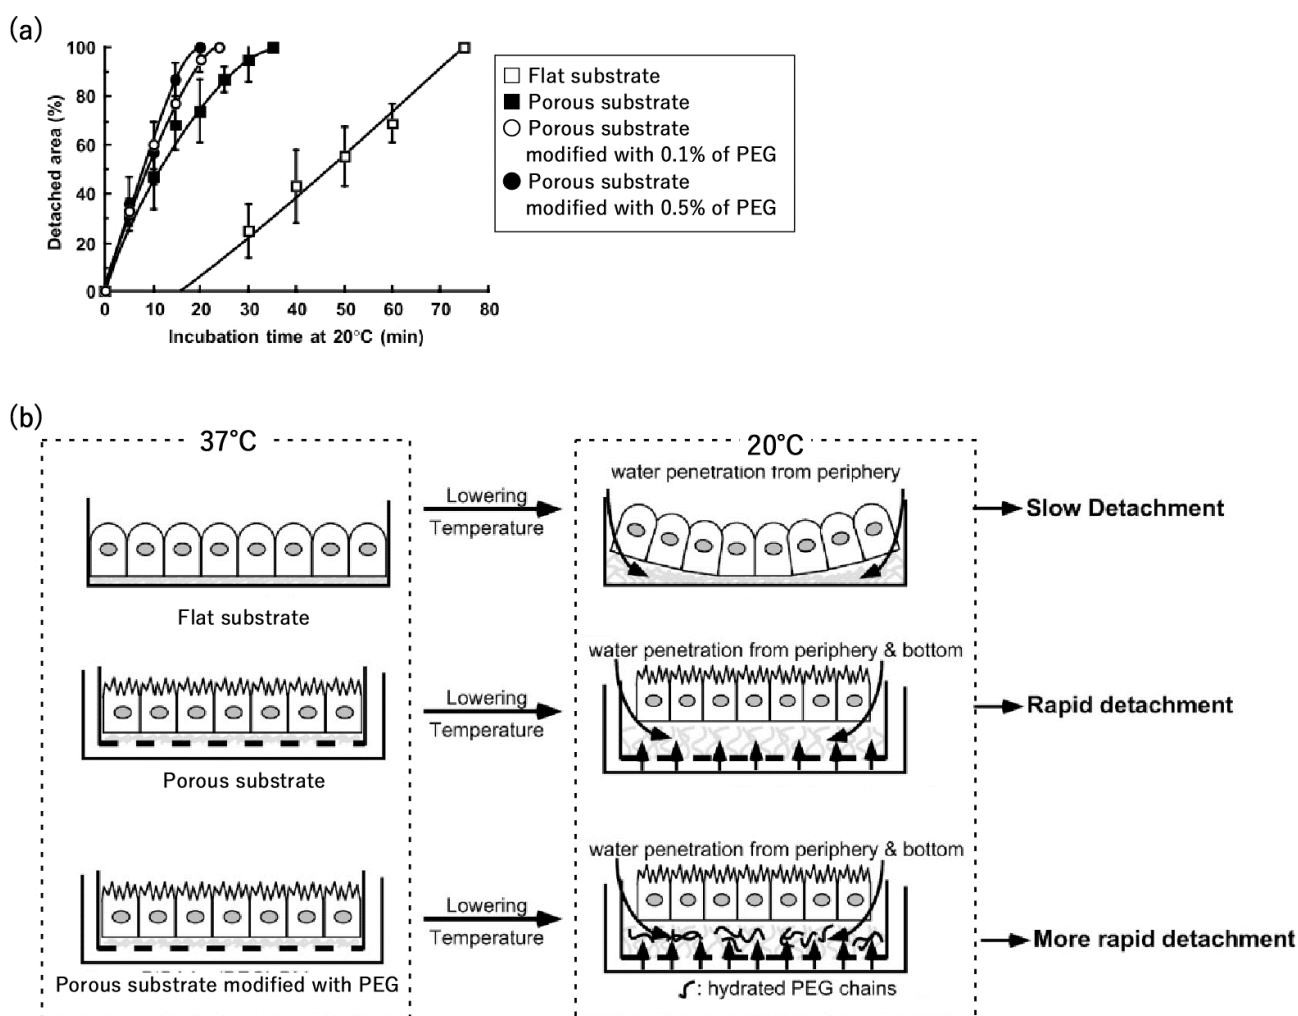 (a)
100
80
60
40
20
0
Detached area (%)
0 10 20 30 40 50 60 70 80
Incubation time at 20°C (min)
Flat substrate
Porous substrate
Porous substrate
modified with 0.1% of PEG
Porous substrate
modified with 0.5% of PEG
(b)
37°C
20°C
water penetration from periphery
Lowering
Temperature
Slow Detachment
Flat substrate
water penetration from periphery & bottom
Lowering
Temperature
Rapid detachment
Porous substrate
water penetration from periphery & bottom
Lowering
Temperature
More rapid detachment
Porous substrate modified with PEG
: hydrated PEG chains